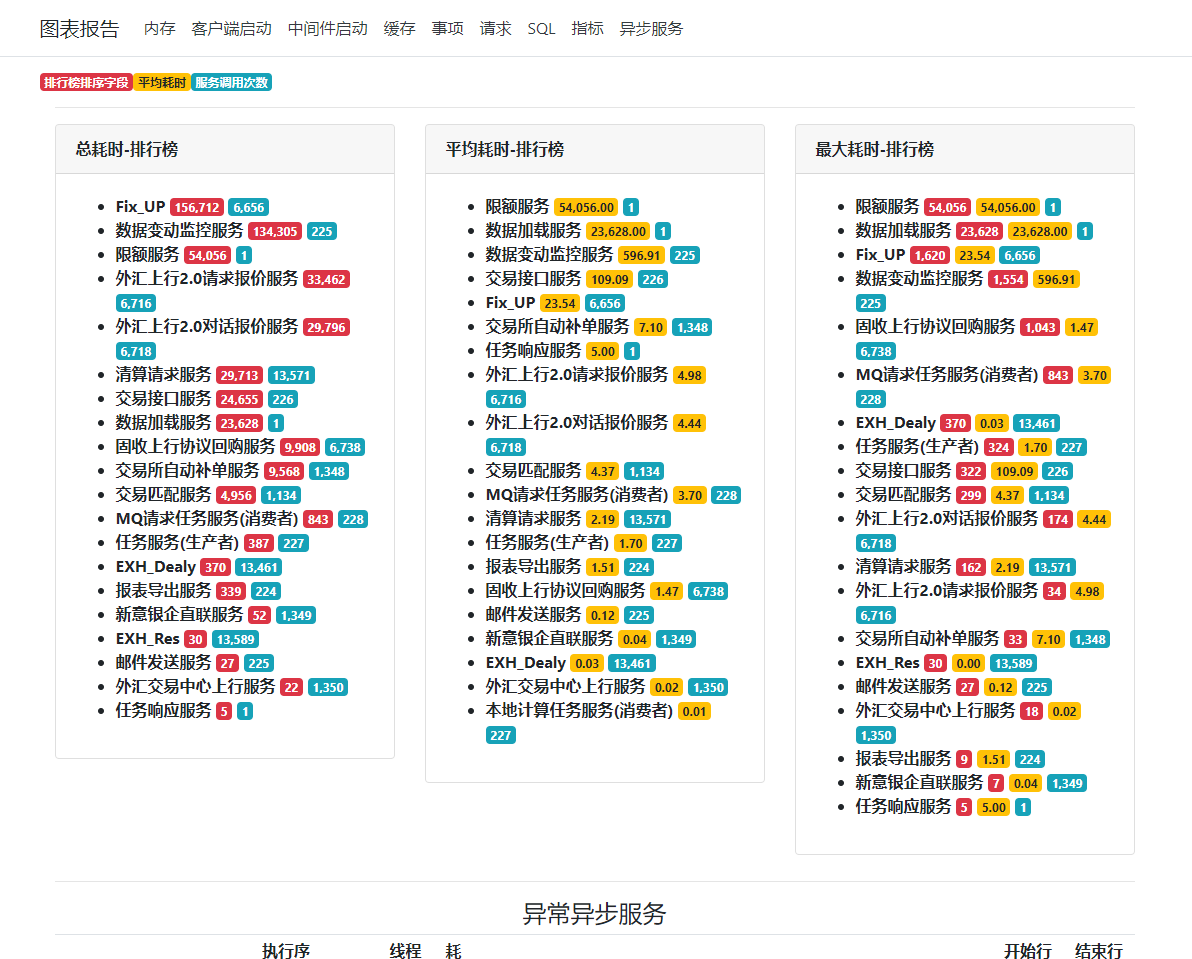 图表报告 内存 客户端启动 中间件启动 缓存 事项 请求 SQL 指标 异步服务
排行榜排序字段 平均耗时 服务调用次数
总耗时-排行榜
Fix_UP 156,712 6,656
数据变动监控服务 134,305 225
限额服务 54,056 1
外汇上行2.0请求报价服务 33,462
6,716
外汇上行2.0对话报价服务 29,796
6,718
清算请求服务 29,713 13,571
交易接口服务 24,655 226
数据加载服务 23,628 1
固收上行协议回购服务 9,908 6,738
交易所自动补单服务 9,568 1,348
交易匹配服务 4,956 1,134
MQ请求任务服务(消费者) 843 228
任务服务(生产者) 387 227
EXH_Dealy 370 13,461
报表导出服务 339 224
新意银企直联服务 52 1,349
EXH_Res 30 13,589
邮件发送服务 27 225
外汇交易中心上行服务 22 1,350
任务响应服务 5 1
平均耗时-排行榜
限额服务 54,056.00 1
数据加载服务 23,628.00 1
数据变动监控服务 596.91 225
交易接口服务 109.09 226
Fix_UP 23.54 6,656
交易所自动补单服务 7.10 1,348
任务响应服务 5.00 1
外汇上行2.0请求报价服务 4.98
6,716
外汇上行2.0对话报价服务 4.44
6,718
交易匹配服务 4.37 1,134
MQ请求任务服务(消费者) 3.70 228
清算请求服务 2.19 13,571
任务服务(生产者) 1.70 227
报表导出服务 1.51 224
固收上行协议回购服务 1.47 6,738
邮件发送服务 0.12 225
新意银企直联服务 0.04 1,349
EXH_Dealy 0.03 13,461
外汇交易中心上行服务 0.02 1,350
本地计算任务服务(消费者) 0.01
227
最大耗时-排行榜
限额服务 54,056 54,056.00 1
数据加载服务 23,628 23,628.00 1
Fix_UP 1,620 23.54 6,656
数据变动监控服务 1,554 596.91
225
固收上行协议回购服务 1,043 1.47
6,738
MQ请求任务服务(消费者) 843 3.70
228
EXH_Dealy 370 0.03 13,461
任务服务(生产者) 324 1.70 227
交易接口服务 322 109.09 226
交易匹配服务 299 4.37 1,134
外汇上行2.0对话报价服务 174 4.44
6,718
清算请求服务 162 2.19 13,571
外汇上行2.0请求报价服务 34 4.98
6,716
交易所自动补单服务 33 7.10 1,348
EXH_Res 30 0.00 13,589
邮件发送服务 27 0.12 225
外汇交易中心上行服务 18 0.02
1,350
报表导出服务 9 1.51 224
新意银企直联服务 7 0.04 1,349
任务响应服务 5 5.00 1
异常异步服务
执行序 线程 耗 开始行 结束行